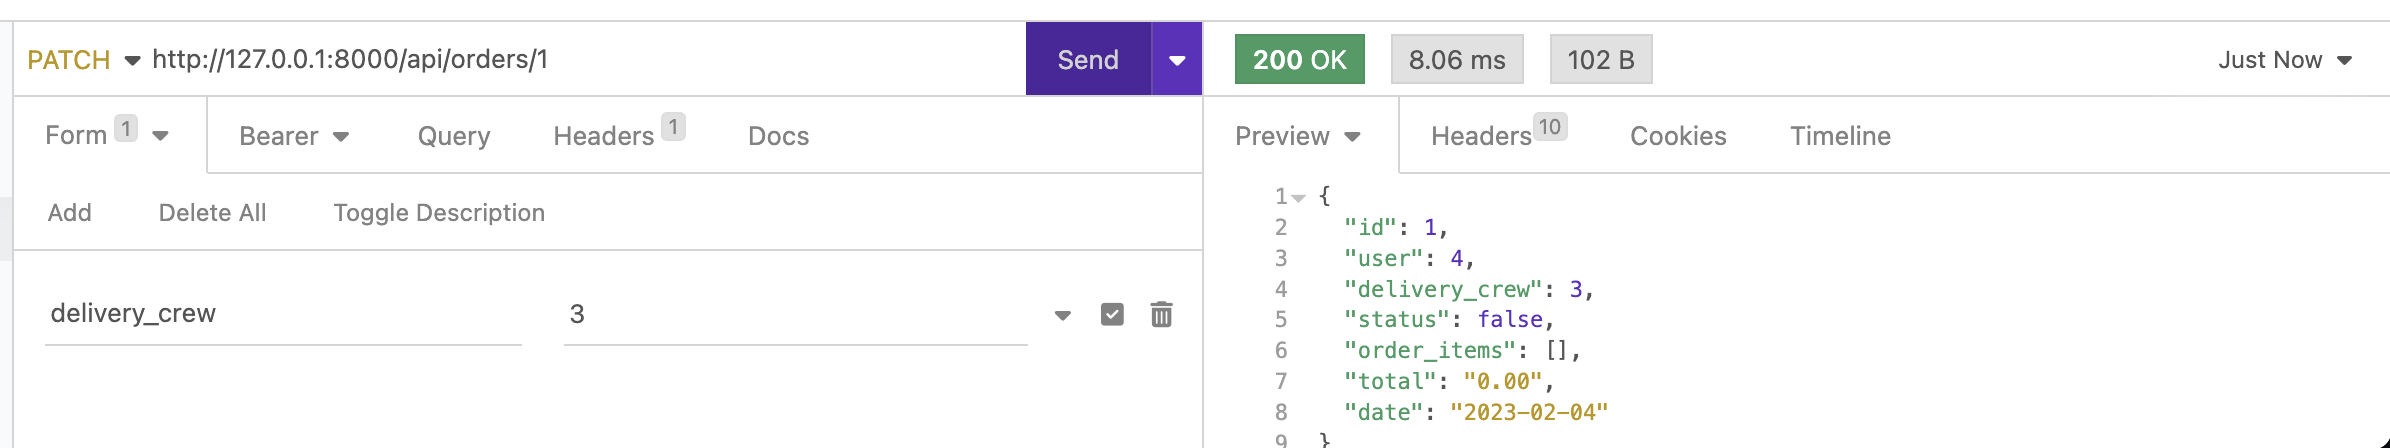 PATCH http://127.0.0.1:8000/api/orders/1 Send 200 OK 8.06 ms 102 B Just Now
Form 1 Bearer Query Headers 1 Docs Preview Headers 10 Cookies Timeline
Add Delete All Toggle Description
delivery_crew 3
1 {
2 "id": 1,
3 "user": 4,
4 "delivery_crew": 3,
5 "status": false,
6 "order_items": [],
7 "total": "0.00",
8 "date": "2023-02-04"
9 }